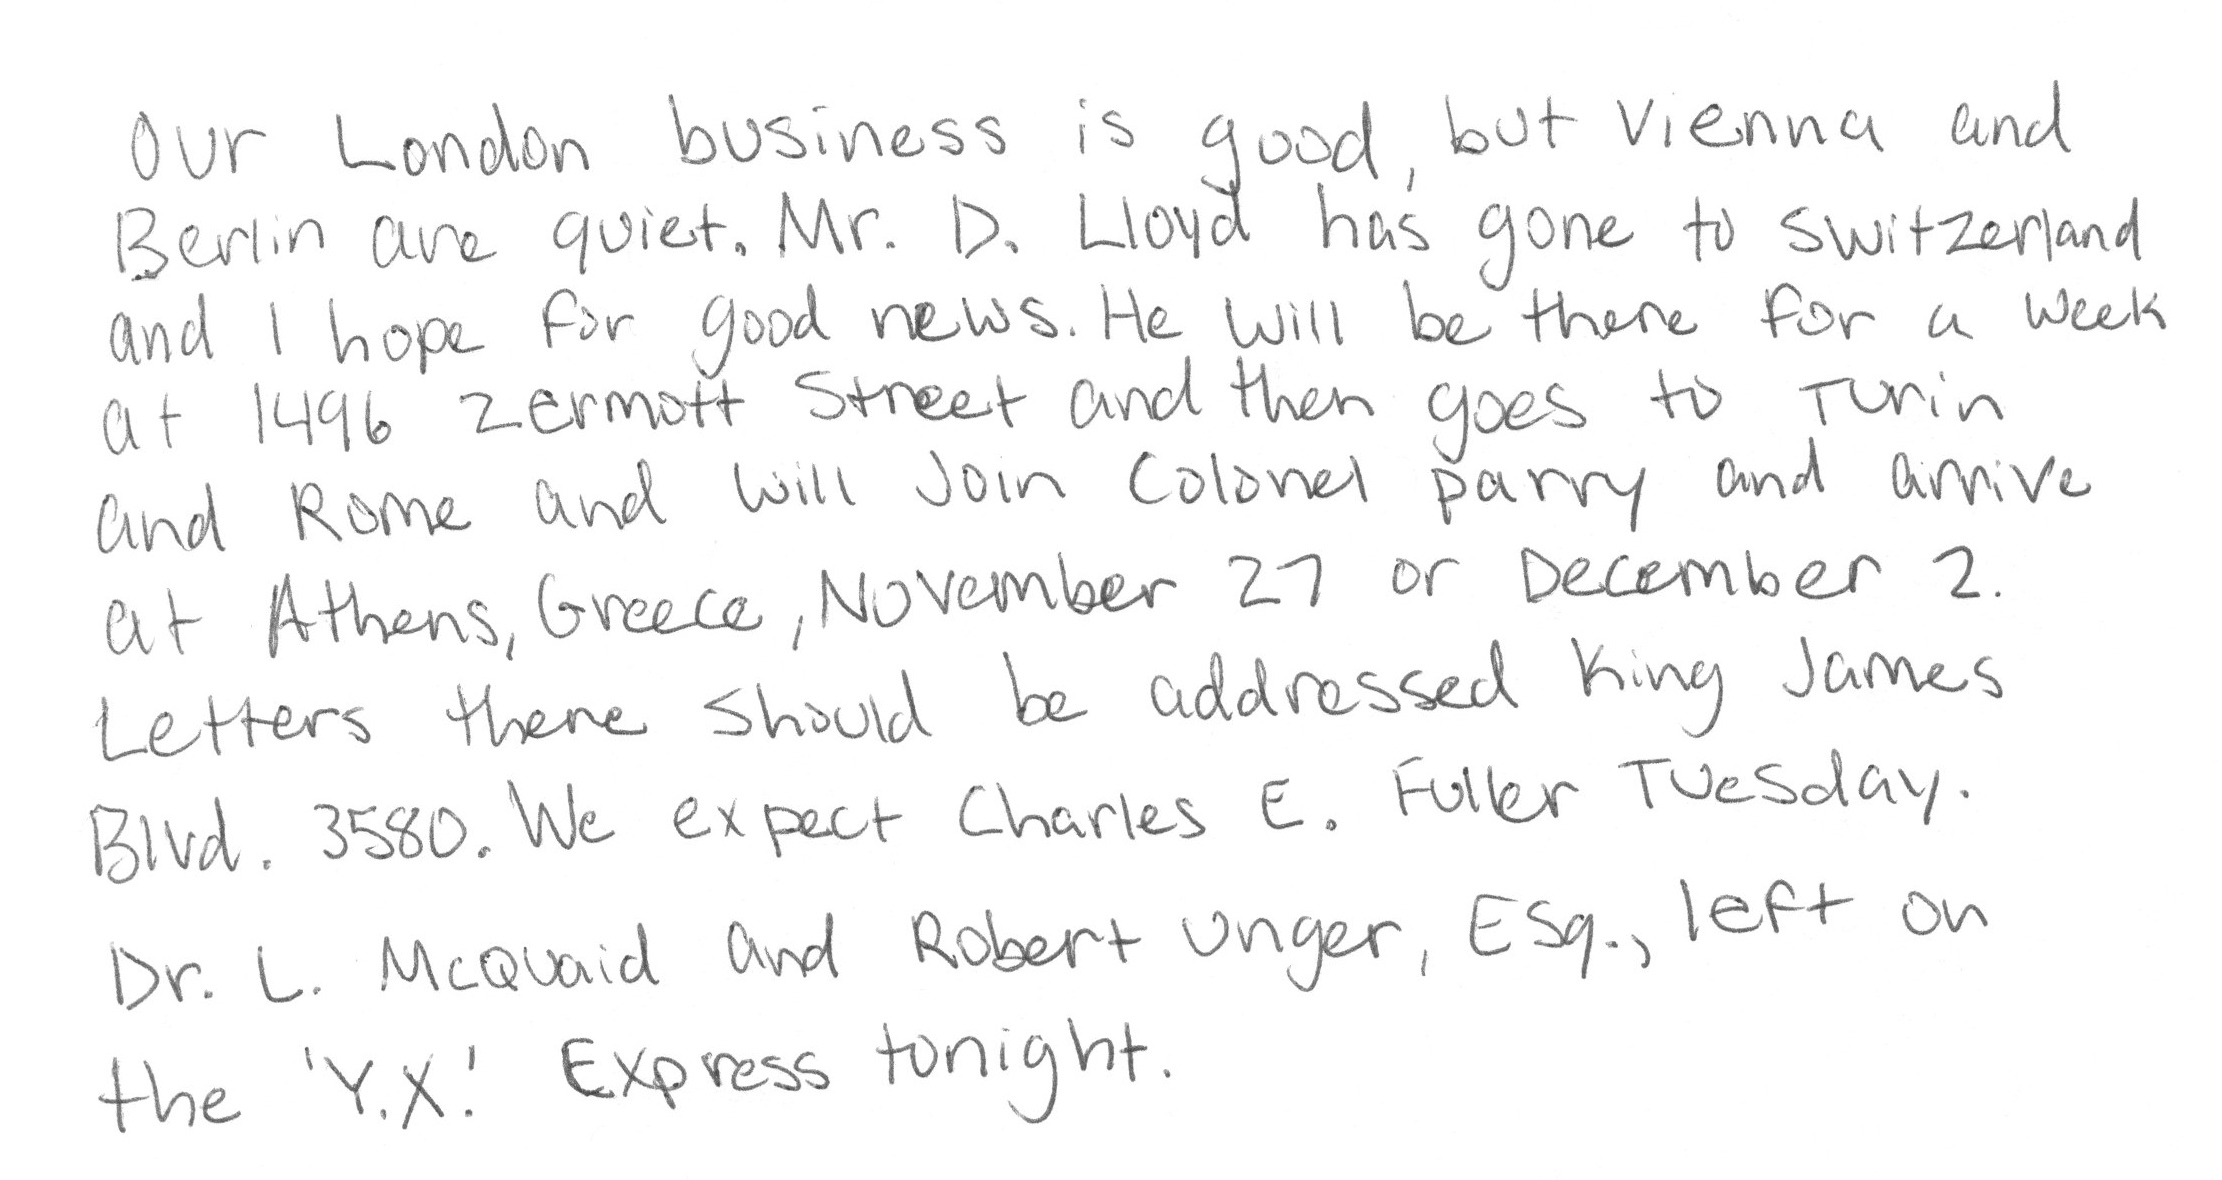 Our London business is good, but Vienna and
Berlin are quiet. Mr. D. Lloyd has gone to Switzerland
and I hope for good news. He will be there for a week
at 1496 Zermott Street and then goes to Turin
and Rome and will Join Colonel Parry and arrive
at Athens, Greece, November 27 or December 2.
Letters there should be addressed King James
Blvd. 3580. We expect Charles E. Fuller Tuesday.
Dr. L. McQuaid and Robert Unger, Esq., left on
the 'Y.X.' Express tonight.